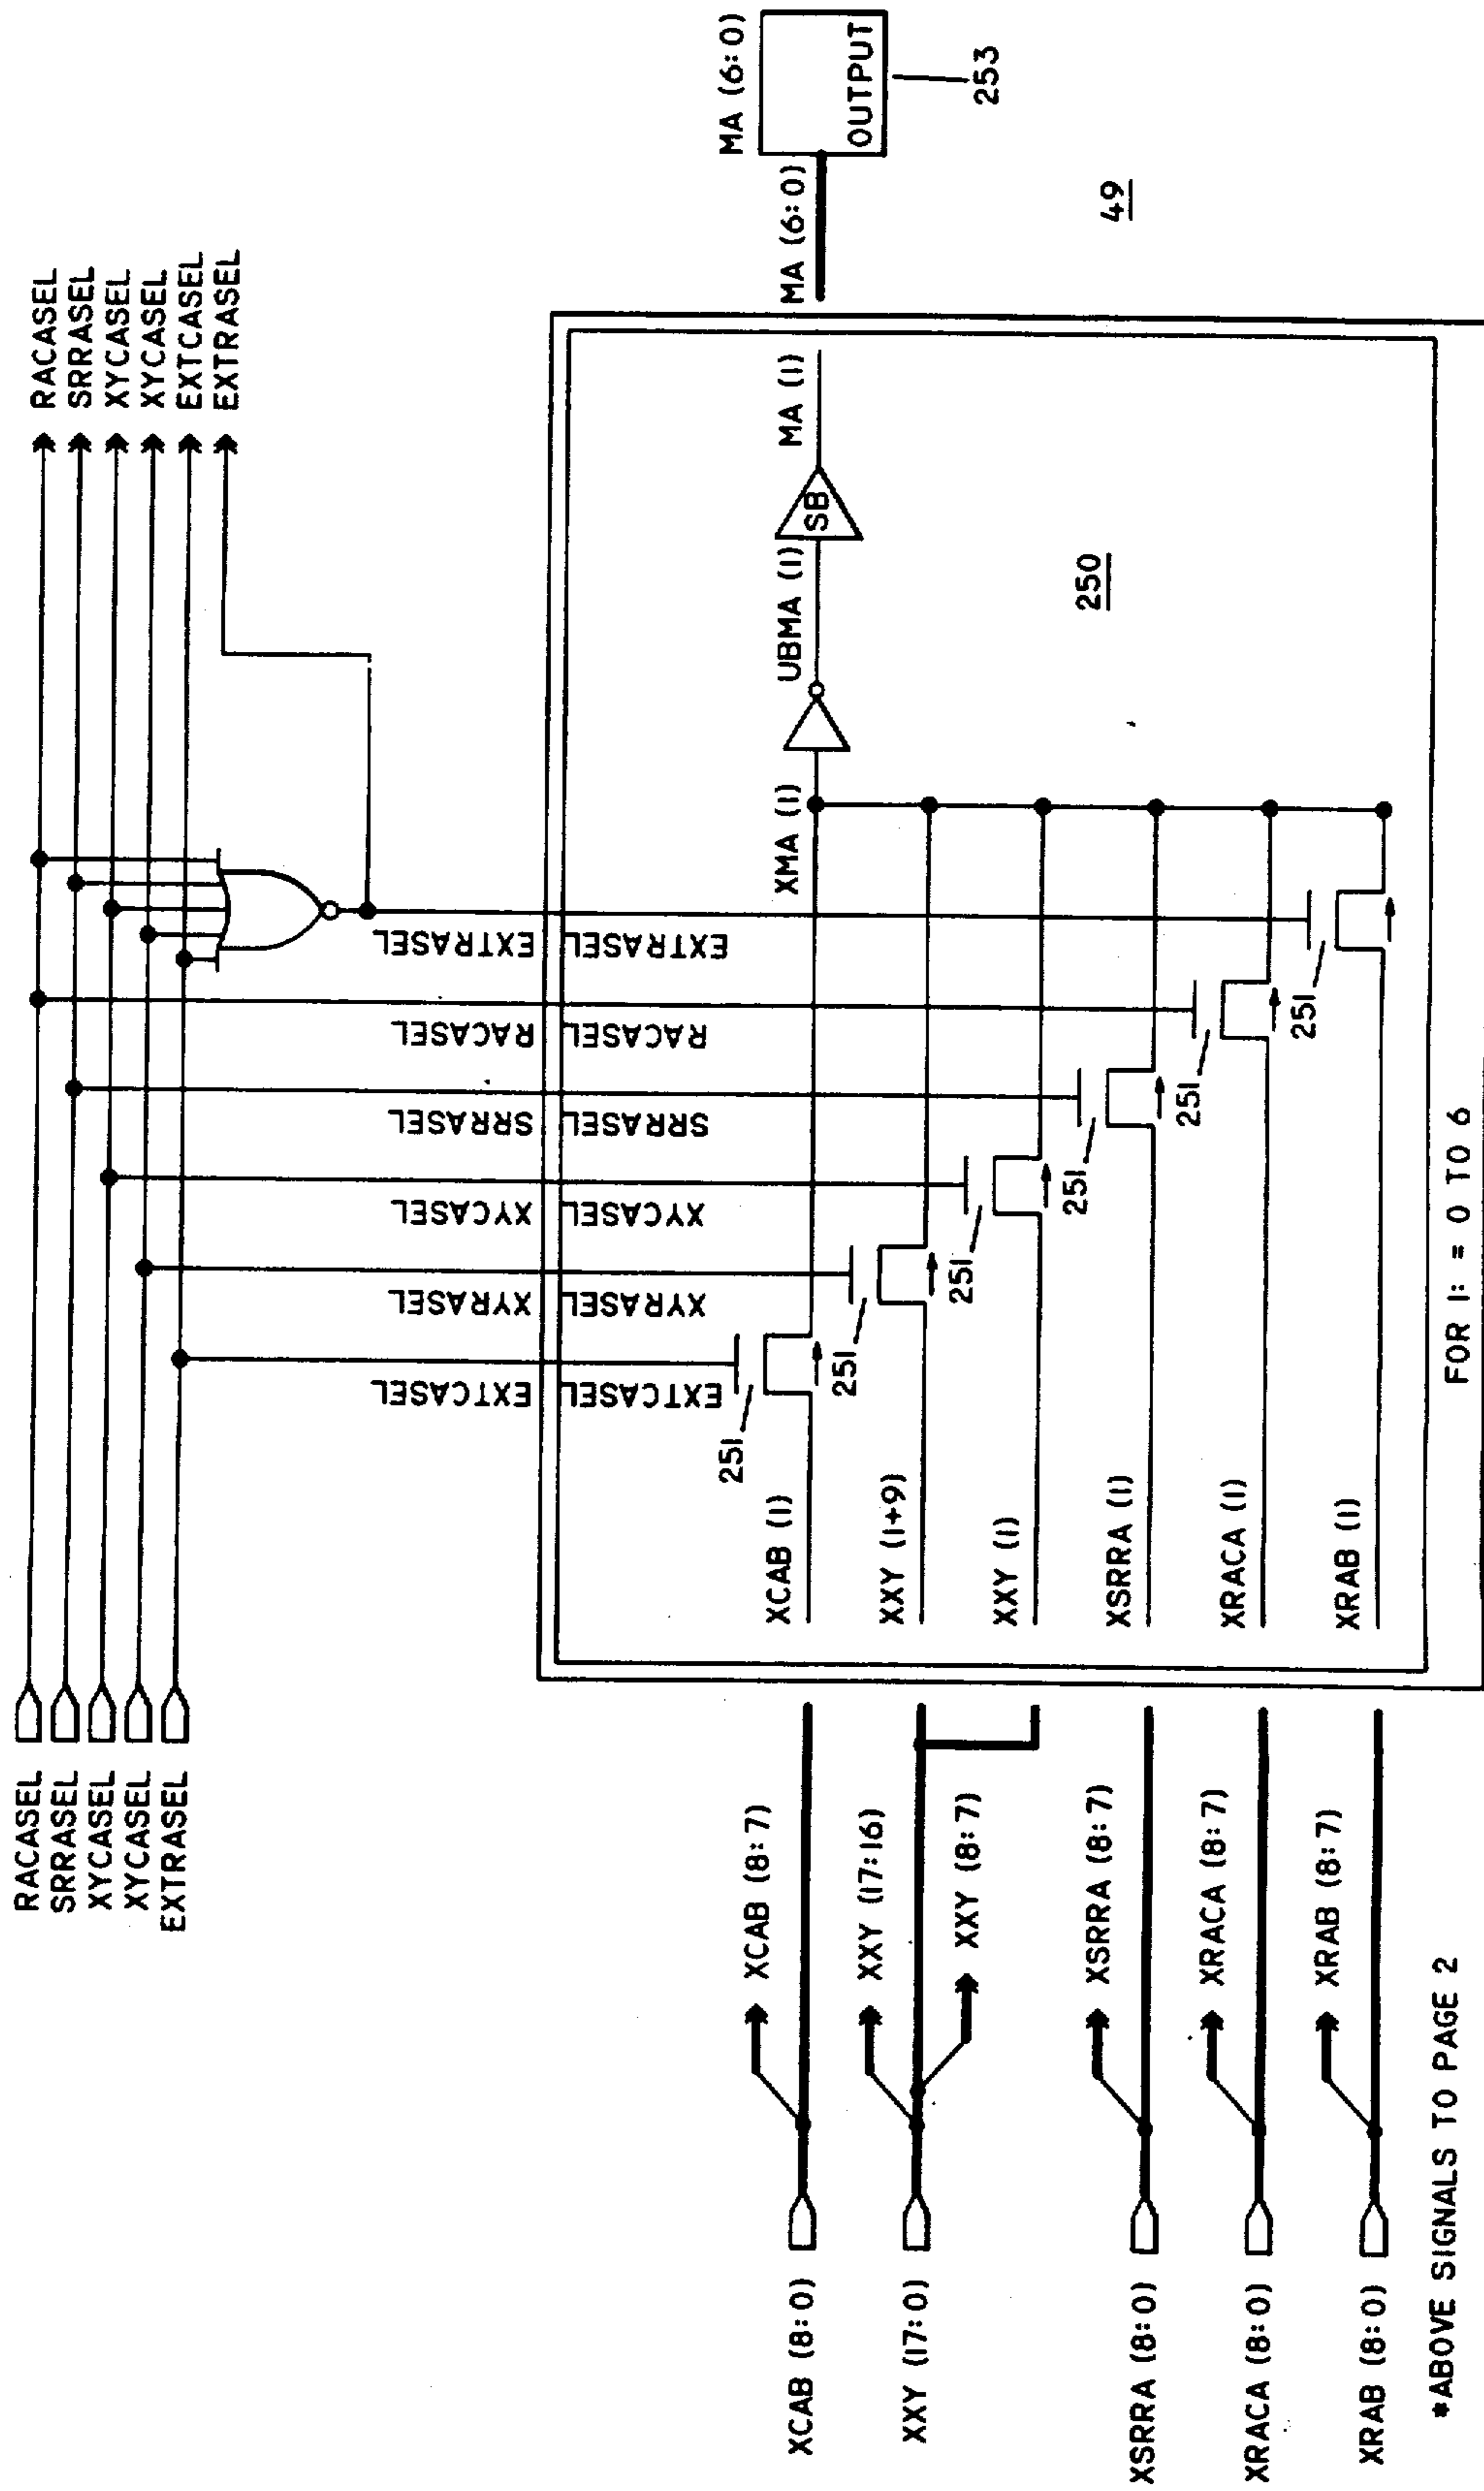 RACASEL
SRRASEL
XYCASEL
XYCASEL
EXTRASEL
RACASEL
SRRASEL
XYCASEL
XYCASEL
EXTCASEL
EXTRASEL
EXTCASEL
XYRASEL
XYCASEL
SRRASEL
RACASEL
EXTRASEL
EXTCASEL
XYRASEL
XYCASEL
SRRASEL
RACASEL
EXTRASEL
XCAB (8:0)
XCAB (8:7)
XXY (17:0)
XXY (17:16)
XXY (8:7)
XSRRA (8:0)
XSRRA (8:7)
XRACA (8:0)
XRACA (8:7)
XRAB (8:0)
XRAB (8:7)
XCAB (I)
XXY (I+9)
XXY (I)
XSRRA (I)
XRACA (I)
XRAB (I)
251
251
251
251
251
251
XMA (I)
UBMA (I)
SB
MA (I)
250
MA (6:0)
MA (6:0)
OUTPUT
253
49
FOR I: = 0 TO 6
*ABOVE SIGNALS TO PAGE 2